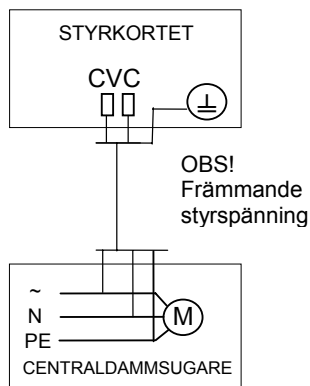 STYRKORTET
CVC
OBS!
Främmande
styrspänning
~
N
M
PE
CENTRALDAMMSUGARE